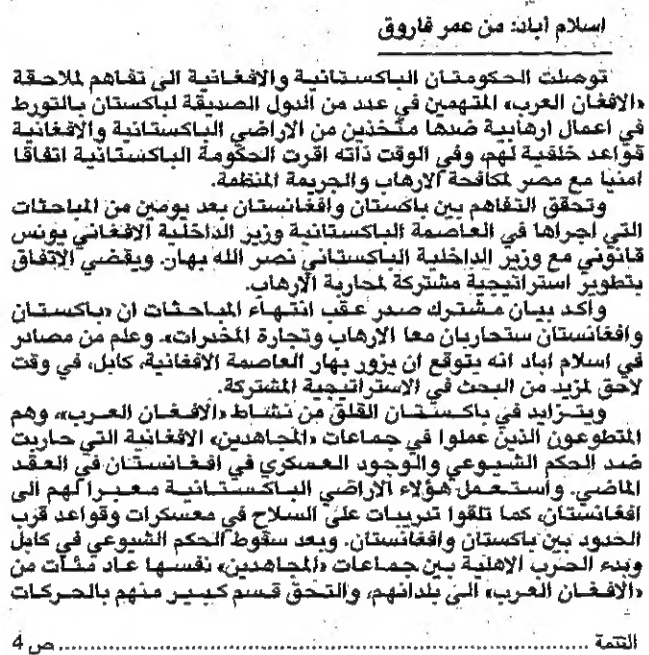 اسلام اباد: من عمر فاروق
توصلت الحكومتان الباكستانية والافغانية الى تفاهم لملاحقة
«الافغان العرب» المتهمين في عدد من الدول الصديقة لباكستان بالتورط
في اعمال ارهابية ضدها متخذين من الاراضي الباكستانية والافغانية
قواعد خلفية لهم، وفي الوقت ذاته اقرت الحكومة الباكستانية اتفاقا
امنيا مع مصر لمكافحة الارهاب والجريمة المنظمة.
وتحقق التفاهم بين باكستان وافغانستان بعد يومين من المباحثات
التي اجراها في العاصمة الباكستانية وزير الداخلية الافغاني يونس
قانوني مع وزير الداخلية الباكستاني نصر الله بهار. ويقضي الاتفاق
بتطوير استراتيجية مشتركة لمحاربة الارهاب.
واكد بيان مشترك صدر عقب انتهاء المباحثات ان «باكستان
وافغانستان ستحاربان معا الارهاب وتجارة المخدرات». وعلم من مصادر
في اسلام اباد انه يتوقع ان يزور بهار العاصمة الافغانية، كابل، في وقت
لاحق لمزيد من البحث في الاستراتيجية المشتركة.
ويتزايد في باكستان القلق من نشاط «الافغان العرب»، وهم
المتطوعون الذين عملوا في جماعات «المجاهدين» الافغانية التي حاربت
ضد الحكم الشيوعي والوجود العسكري في افغانستان في العقد
الماضي. واستعمل هؤلاء الاراضي الباكستانية معبرا لهم الى
افغانستان، كما تلقوا تدريبات على السلاح في معسكرات وقواعد قرب
الحدود بين باكستان وافغانستان. وبعد سقوط الحكم الشيوعي في كابل
وبدء الحرب الاهلية بين جماعات «المجاهدين» نفسها عاد مئات من
«الافغان العرب» الى بلدانهم، والتحق قسم كبير منهم بالحركات
التتمة ........................................ ص 4